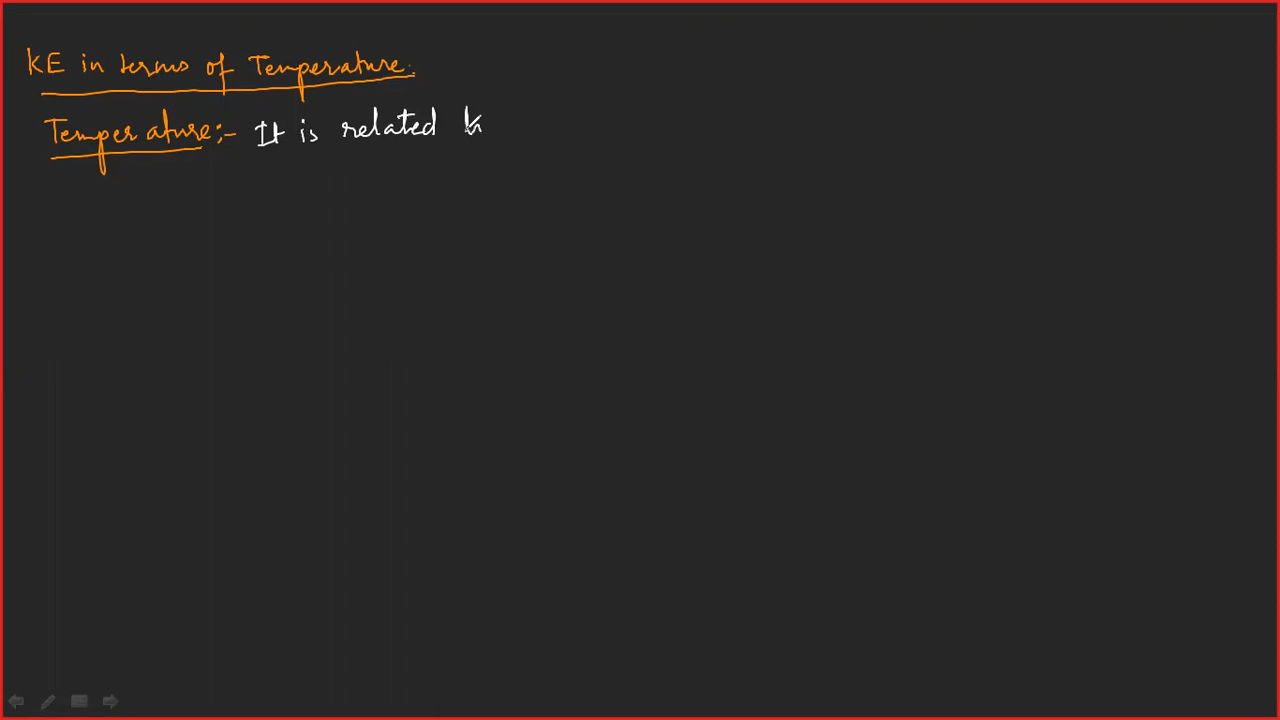 KE in terms of Temperature.
Temperature:- It is related